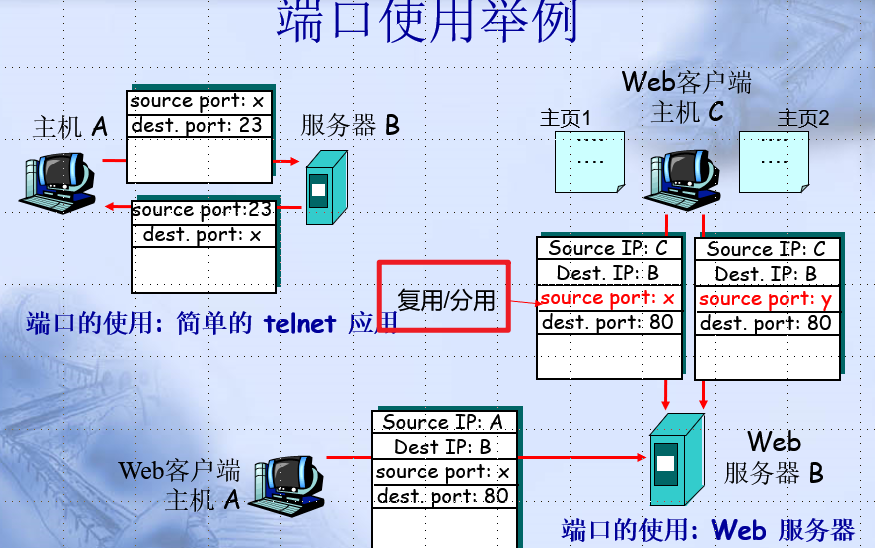 端口使用举例
主机 A
source port: x
dest. port: 23
服务器 B
source port:23
dest. port: x
端口的使用: 简单的 telnet 应用
Web客户端
主机 C
主页1
....
主页2
....
Source IP: C
Dest. IP: B
source port: x
dest. port: 80
Source IP: C
Dest. IP: B
source port: y
dest. port: 80
复用/分用
Web客户端
主机 A
Source IP: A
Dest IP: B
source port: x
dest. port: 80
Web
服务器 B
端口的使用: Web 服务器